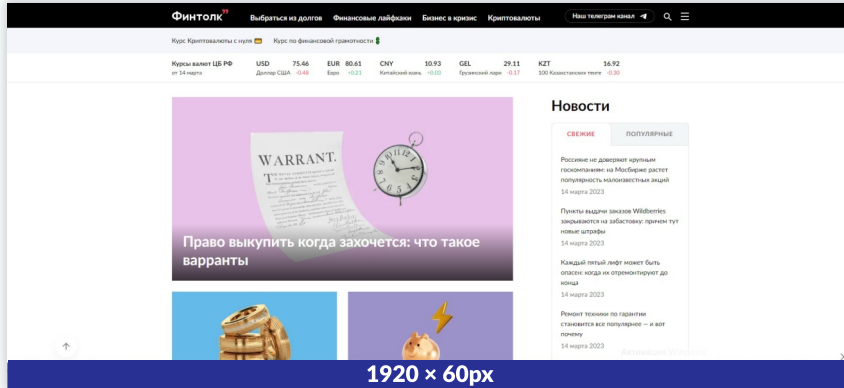 Финтолк”
Выбраться из долгов Финансовые лайфхаки Бизнес в кризис Криптовалюты Наш телеграм канал
Курс Криптовалюты с нуля Курс по финансовой грамотности
Курсы валют ЦБ РФ USD 75.46 EUR 80.61 CNY 10.93 GEL 29.11 KZT 16.92
от 14 марта Доллар США -0.48 Евро +0.21 Китайский юань +0.03 Грузинский лари -0.17 100 Казахстанских тенге -0.30
WARRANT.
Право выкупить когда захочется: что такое
варранты
Новости
СВЕЖИЕ ПОПУЛЯРНЫЕ
Россияне не доверяют крупным
госкомпаниям: на Мосбирже растет
популярность малоизвестных акций
14 марта 2023
Пункты выдачи заказов Wildberries
закрываются на забастовку: причем тут
новые штрафы
14 марта 2023
Каждый пятый лифт может быть
опасен: когда их отремонтируют до
конца
14 марта 2023
Ремонт техники по гарантии
становится все популярнее — и вот
почему
14 марта 2023
Активация Windows
1920 × 60px